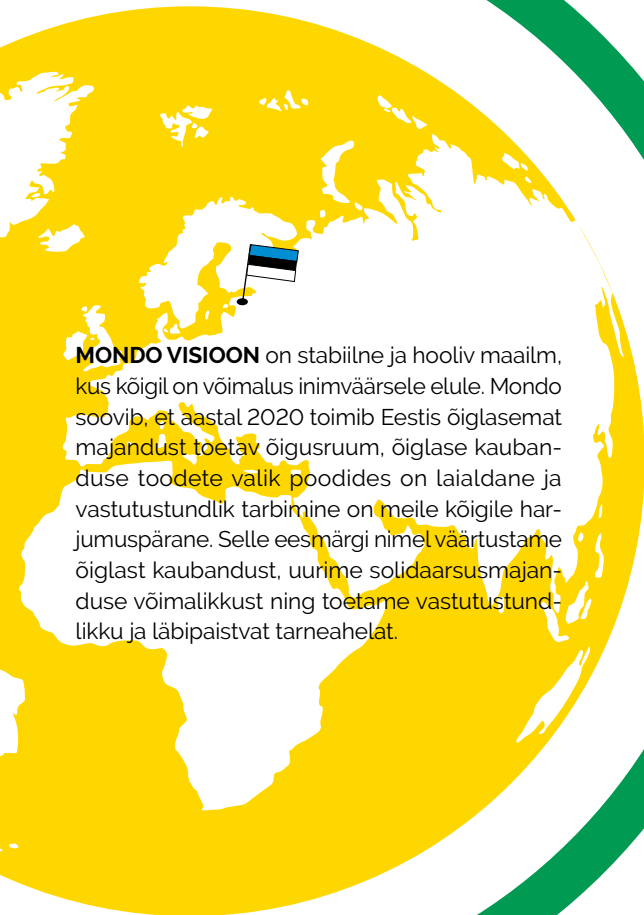 MONDO VISIOON on stabiilne ja hooliv maailm,
kus kõigil on võimalus inimväärsele elule. Mondo
soovib, et aastal 2020 toimib Eestis õiglasemat
majandust toetav õigusruum, õiglase kauban-
duse toodete valik poodides on laialdane ja
vastutustundlik tarbimine on meile kõigile har-
jumuspärane. Selle eesmärgi nimel väärtustame
õiglast kaubandust, uurime solidaarsusmajan-
duse võimalikkust ning toetame vastutustund-
likku ja läbipaistvat tarneahelat.